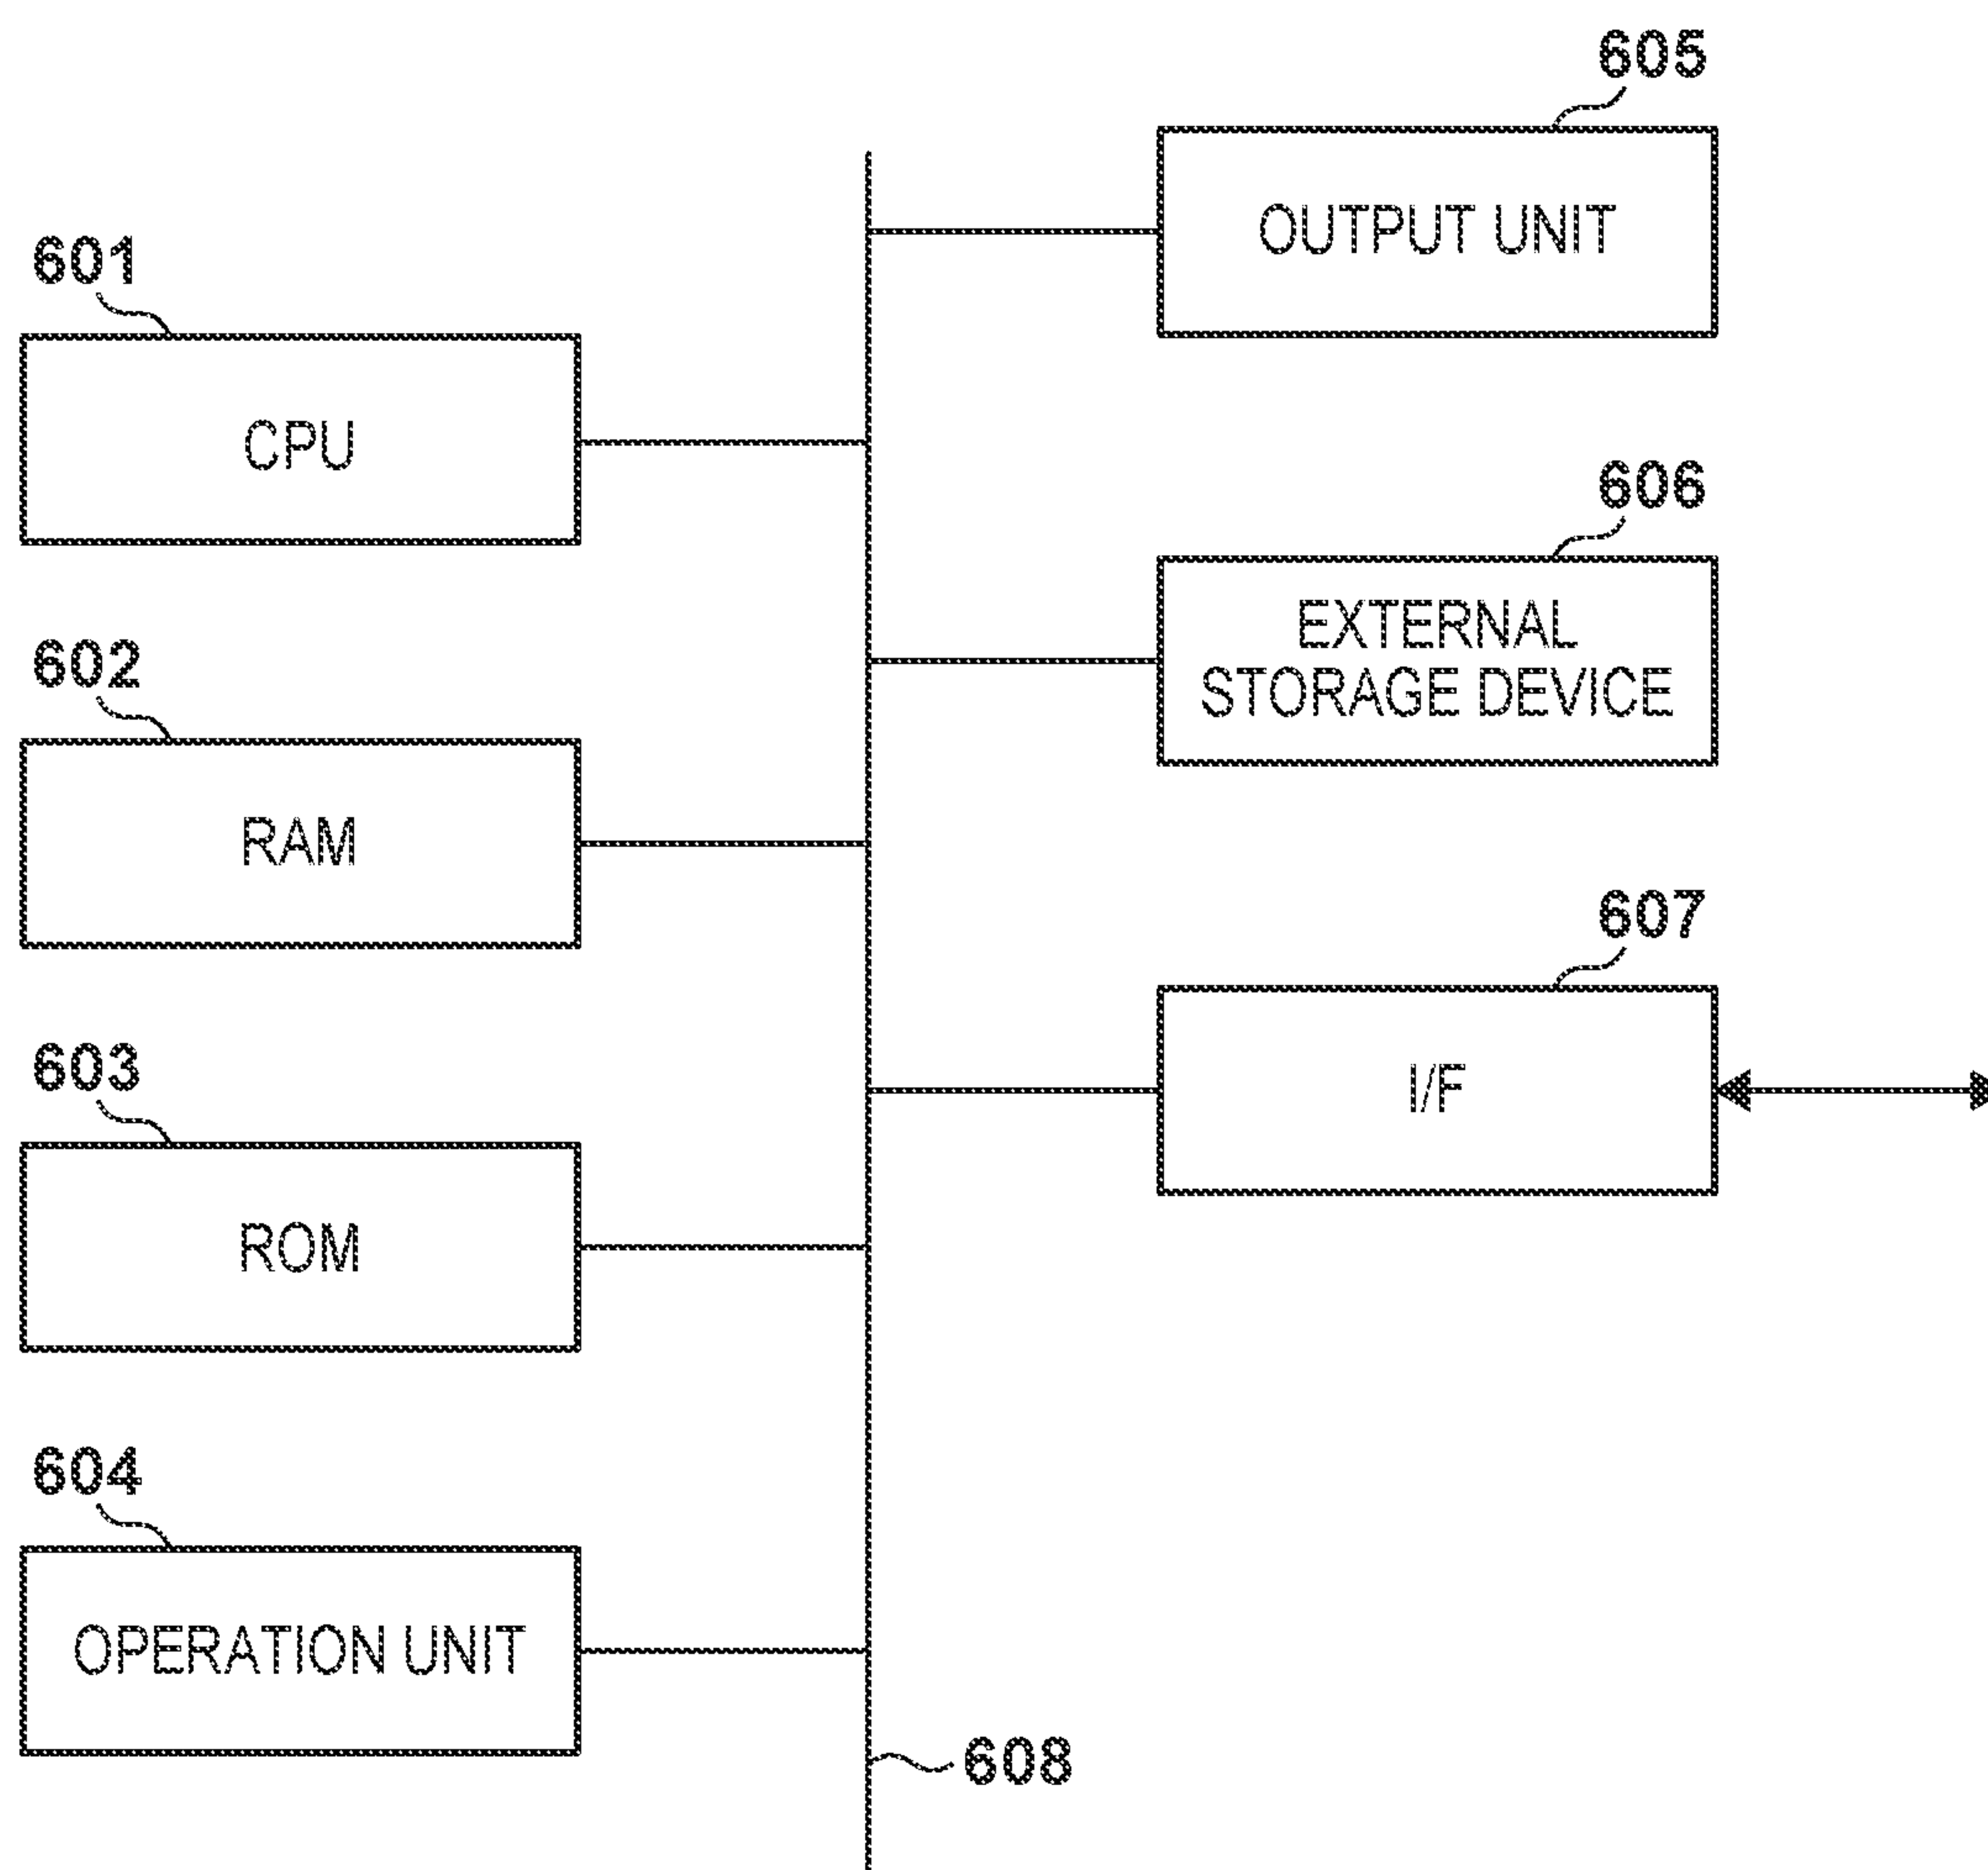 605
OUTPUT UNIT
601
CPU
606
EXTERNAL
STORAGE DEVICE
602
RAM
607
I/F
603
ROM
604
OPERATION UNIT
608